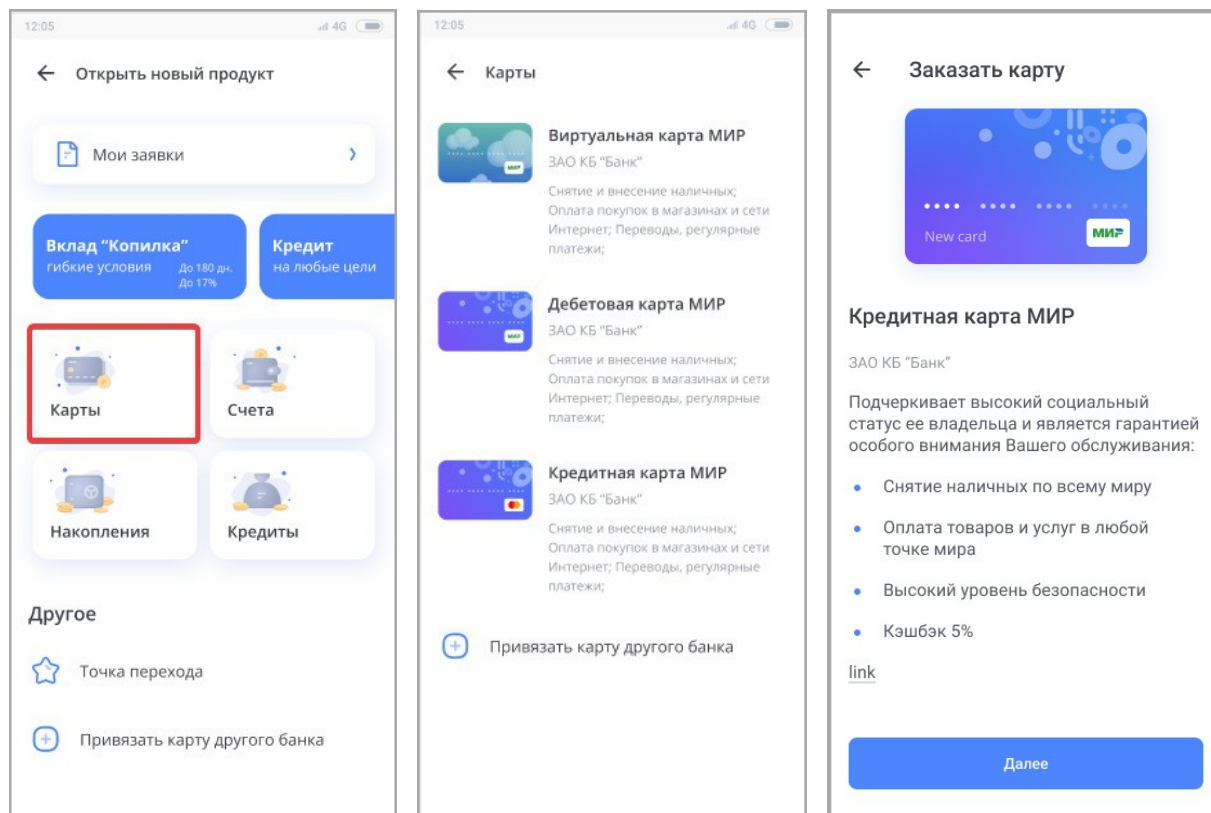 12:05
4G
Открыть новый продукт
Мои заявки
Вклад "Копилка"
гибкие условия
До 180 дн.
До 17%
Кредит
на любые цели
Карты
Счета
Накопления
Кредиты
Другое
Точка перехода
Привязать карту другого банка
12:05
4G
Карты
Виртуальная карта МИР
ЗАО КБ "Банк"
Снятие и внесение наличных;
Оплата покупок в магазинах и сети
Интернет; Переводы, регулярные
платежи;
МИР
Дебетовая карта МИР
ЗАО КБ "Банк"
Снятие и внесение наличных;
Оплата покупок в магазинах и сети
Интернет; Переводы, регулярные
платежи;
МИР
Кредитная карта МИР
ЗАО КБ "Банк"
Снятие и внесение наличных;
Оплата покупок в магазинах и сети
Интернет; Переводы, регулярные
платежи;
Привязать карту другого банка
Заказать карту
New card
МИР
Кредитная карта МИР
ЗАО КБ "Банк"
Подчеркивает высокий социальный
статус ее владельца и является гарантией
особого внимания Вашего обслуживания:
Снятие наличных по всему миру
Оплата товаров и услуг в любой
точке мира
Высокий уровень безопасности
Кэшбэк 5%
link
Далее